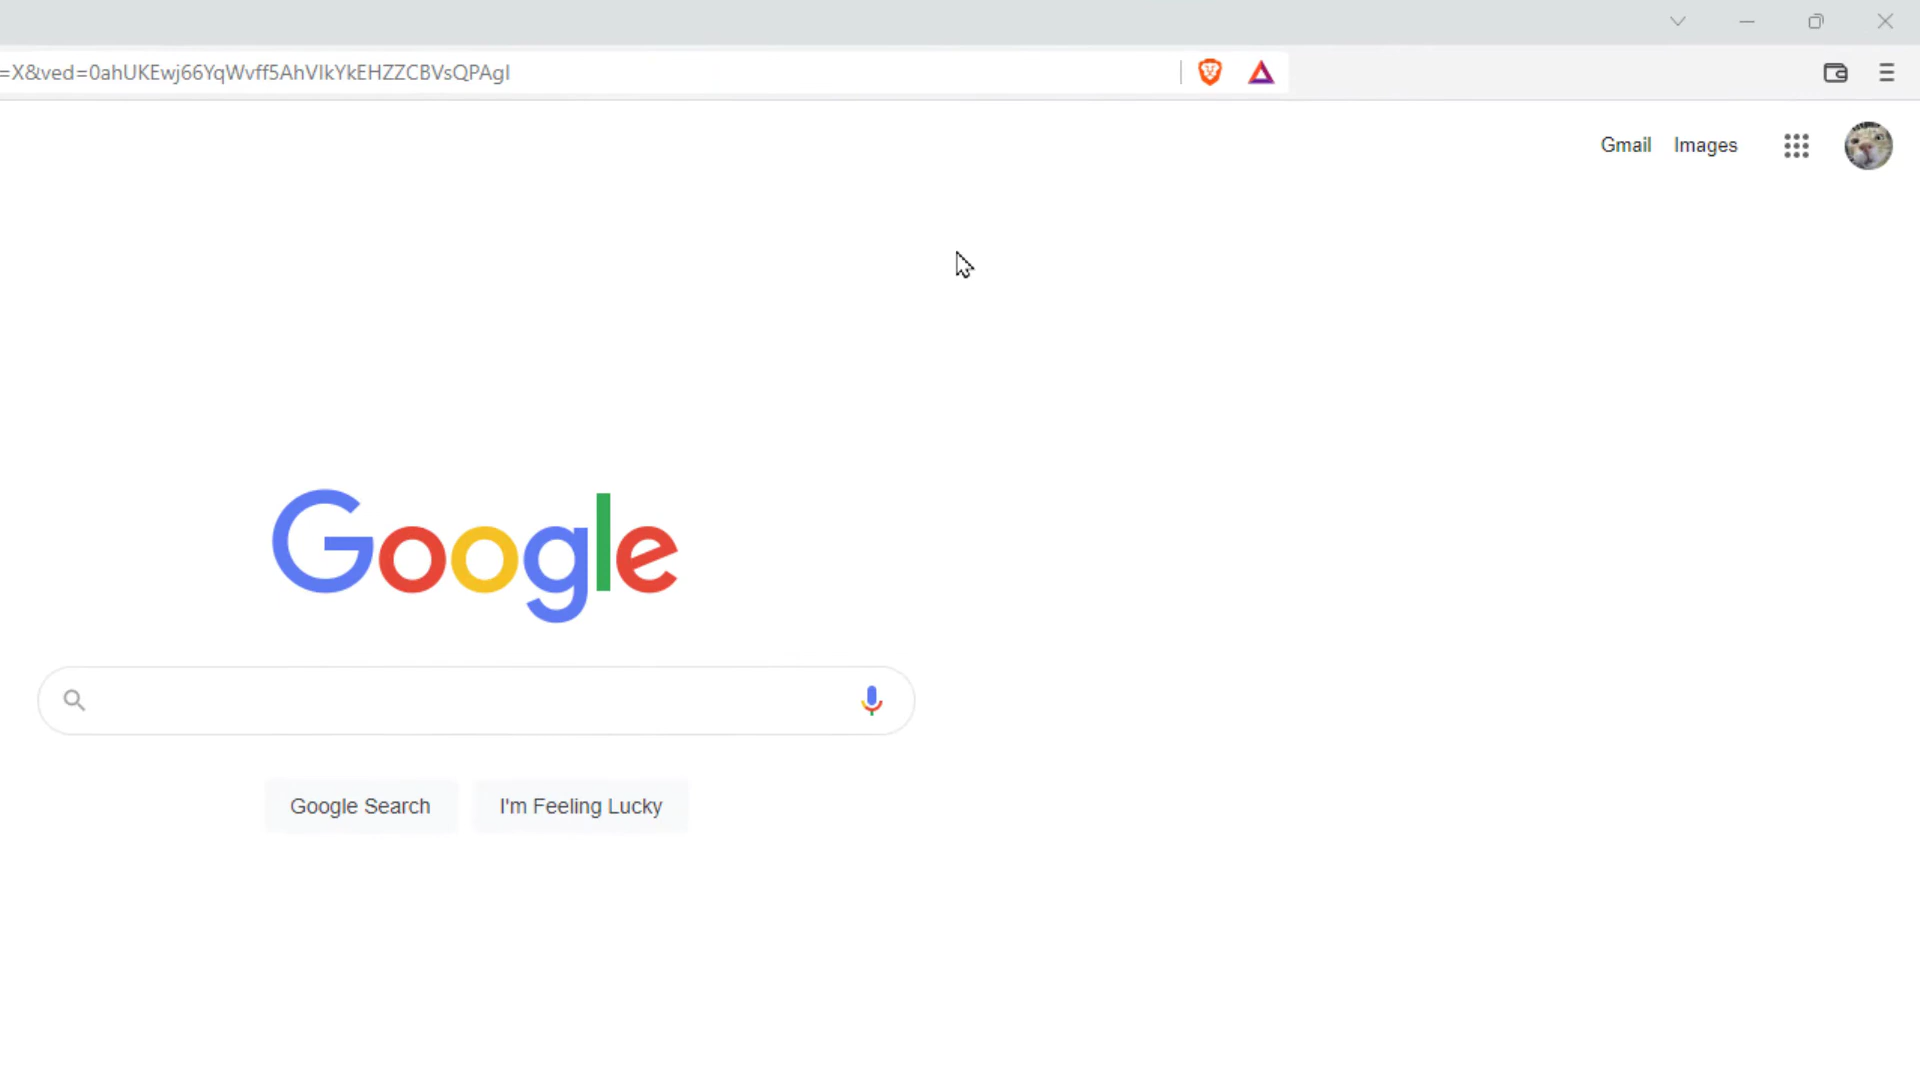 =X&ved=0ahUKEwj66YqWvff5AhVIkYkEHZZCBVsQPAgI
Gmail Images
Google
Google Search I'm Feeling Lucky